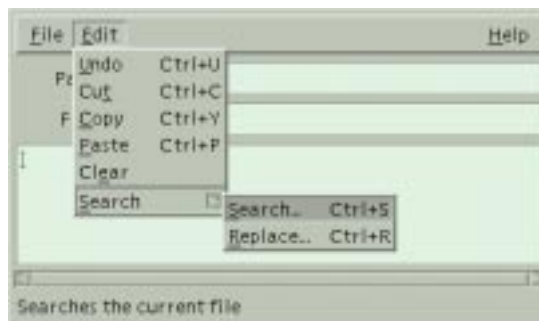 File Edit Help
Undo Ctrl+U
Cut Ctrl+C
F Copy Ctrl+Y
Paste Ctrl+P
Clear
Search
Search... Ctrl+S
Replace... Ctrl+R
Searches the current file